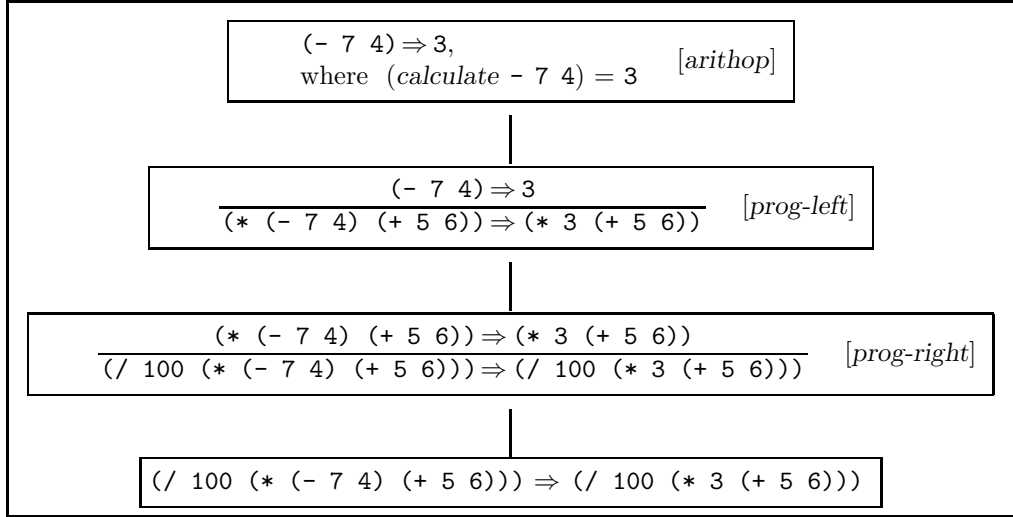 (- 7 4) ⇒ 3,
where (calculate - 7 4) = 3 [arithop]
(- 7 4) ⇒ 3
(* (- 7 4) (+ 5 6)) ⇒ (* 3 (+ 5 6)) [prog-left]
(* (- 7 4) (+ 5 6)) ⇒ (* 3 (+ 5 6))
(/ 100 (* (- 7 4) (+ 5 6))) ⇒ (/ 100 (* 3 (+ 5 6))) [prog-right]
(/ 100 (* (- 7 4) (+ 5 6))) ⇒ (/ 100 (* 3 (+ 5 6)))